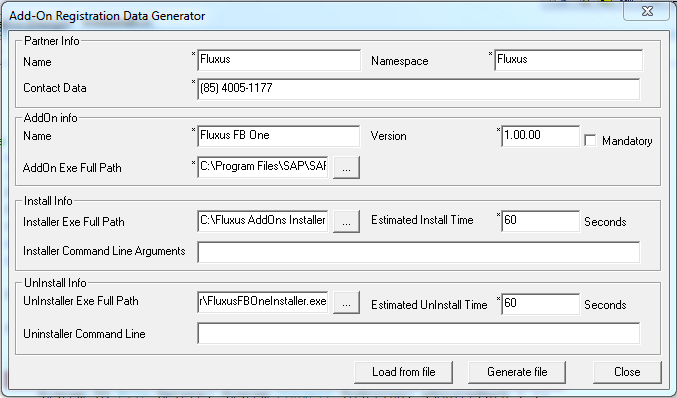 Add-On Registration Data Generator
Partner Info
Name * Fluxus Namespace * Fluxus
Contact Data * (85) 4005-1177
AddOn info
Name * Fluxus FB One Version * 1.00.00 Mandatory
AddOn Exe Full Path * C:\Program Files\SAP\SAF ...
Install Info
Installer Exe Full Path C:\Fluxus AddOns Installer ... Estimated Install Time * 60 Seconds
Installer Command Line Arguments
UnInstall Info
UnInstaller Exe Full Path r\FluxusFBOneInstaller.exe ... Estimated UnInstall Time * 60 Seconds
Uninstaller Command Line
Load from file Generate file Close